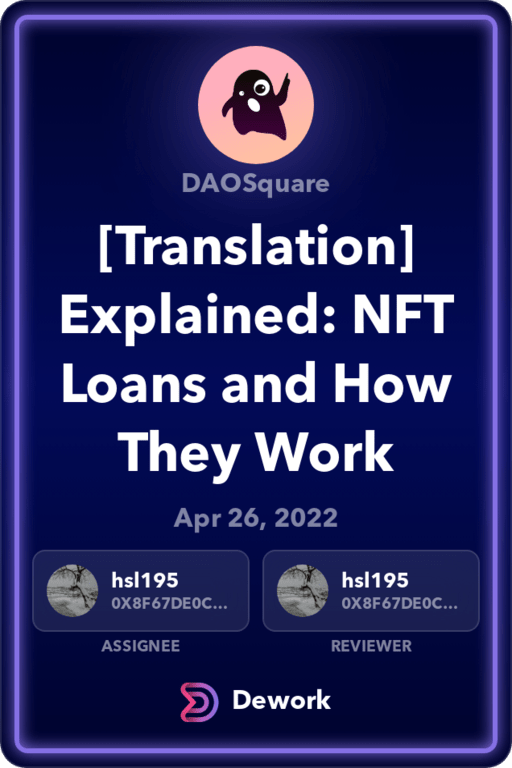 DAOSquare
[Translation]
Explained: NFT
Loans and How
They Work
Apr 26, 2022
hsl195
0X8F67DE0C...
ASSIGNEE
hsl195
0X8F67DE0C...
REVIEWER
Dework